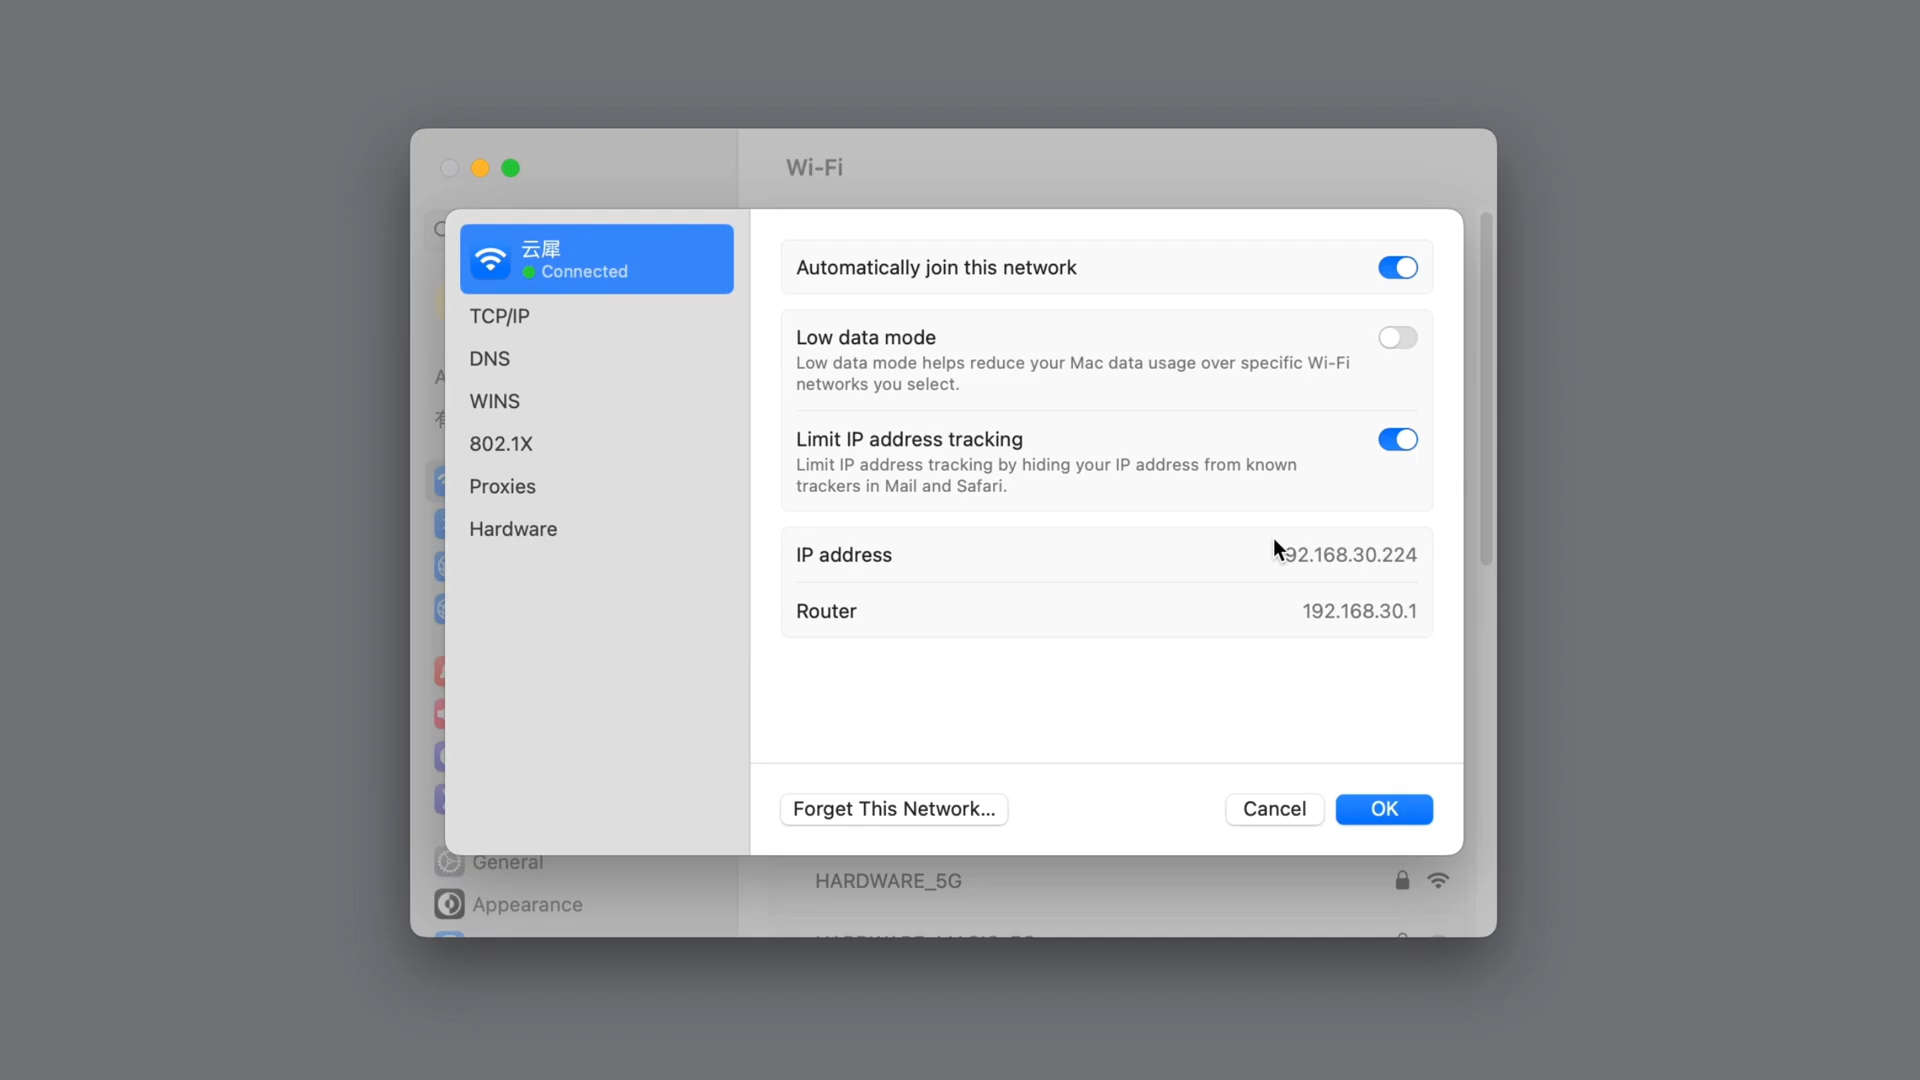 Wi-Fi
云犀
Connected
TCP/IP
DNS
WINS
802.1X
Proxies
Hardware
Automatically join this network
Low data mode
Low data mode helps reduce your Mac data usage over specific Wi-Fi
networks you select.
Limit IP address tracking
Limit IP address tracking by hiding your IP address from known
trackers in Mail and Safari.
IP address 92.168.30.224
Router 192.168.30.1
Forget This Network...
Cancel
OK
General
Appearance
HARDWARE_5G